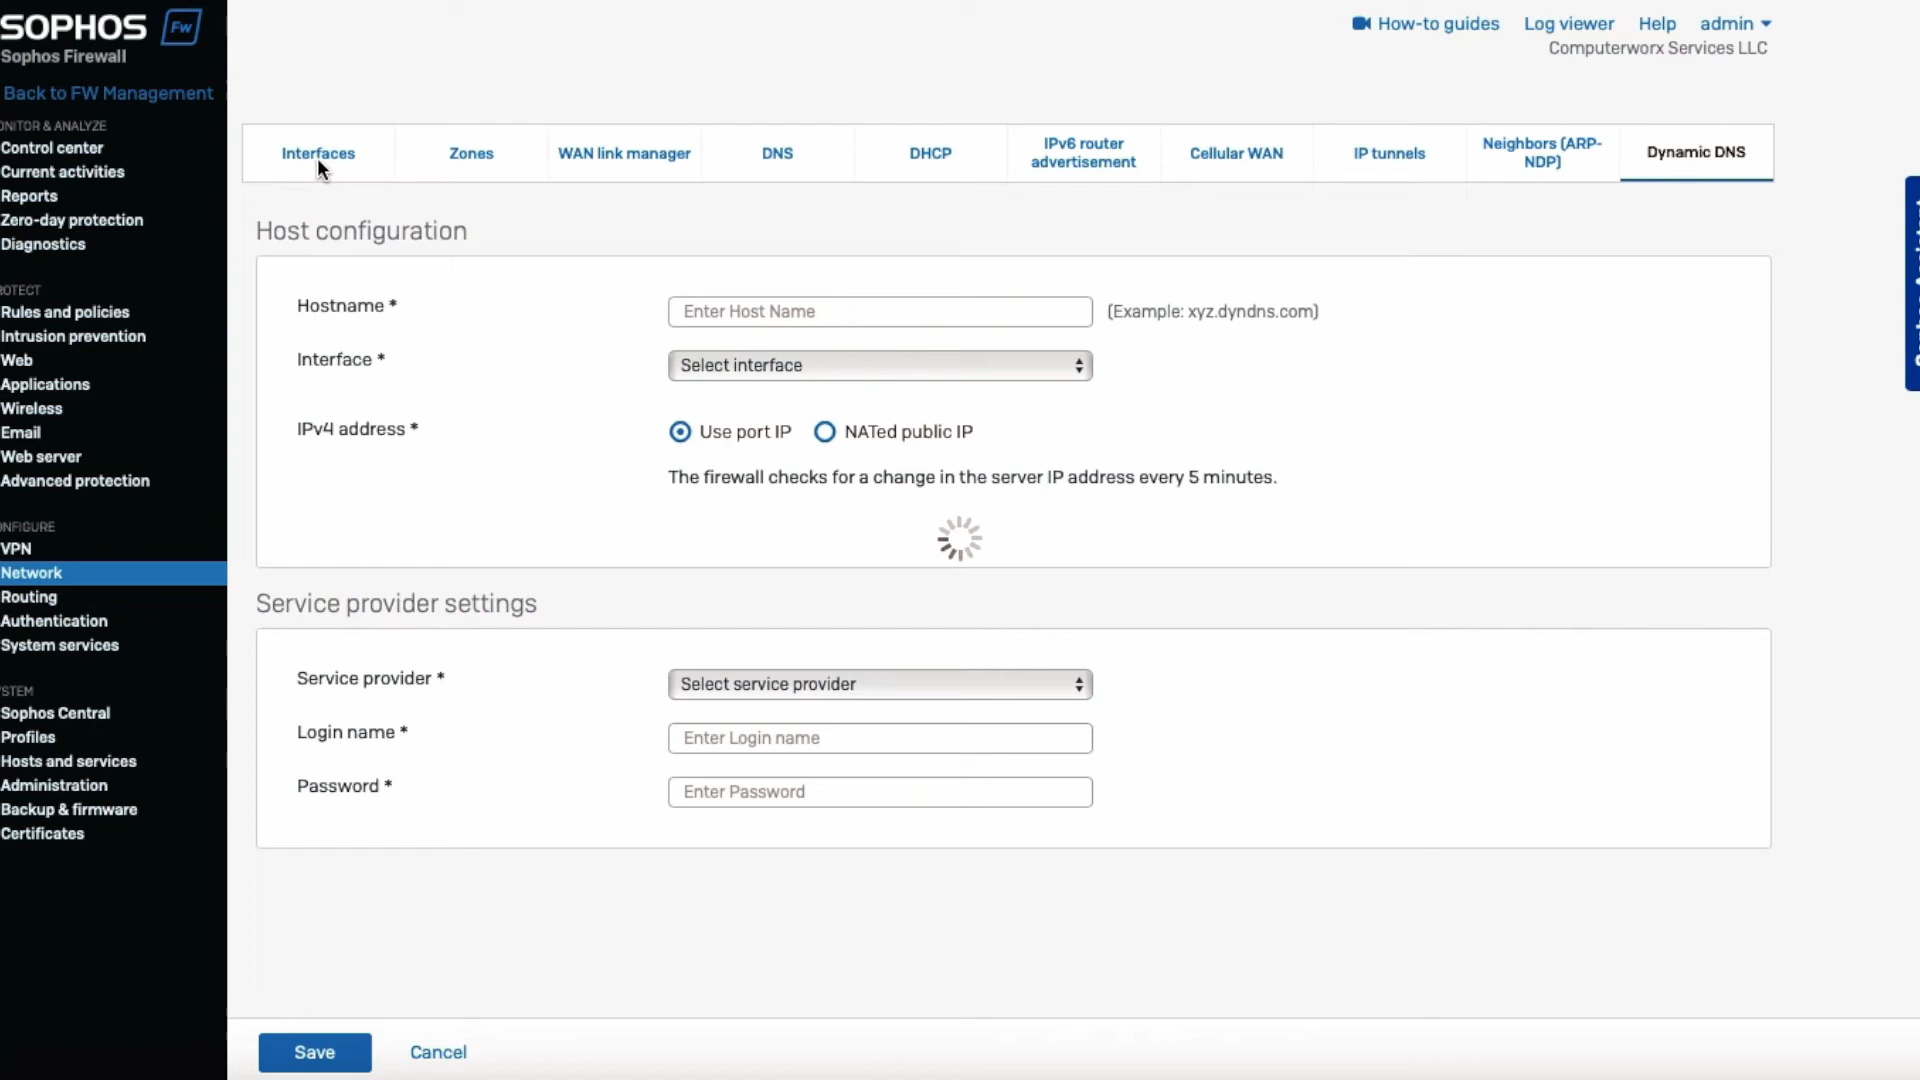 SOPHOS Fw
Sophos Firewall
Back to FW Management
ONITOR & ANALYZE
Control center
Current activities
Reports
Zero-day protection
Diagnostics
ROTECT
Rules and policies
Intrusion prevention
Web
Applications
Wireless
Email
Web server
Advanced protection
ONFIGURE
VPN
Network
Routing
Authentication
System services
YSTEM
Sophos Central
Profiles
Hosts and services
Administration
Backup & firmware
Certificates
How-to guides Log viewer Help admin
Computerworx Services LLC
Interfaces Zones WAN link manager DNS DHCP IPv6 router advertisement Cellular WAN IP tunnels Neighbors (ARP-NDP) Dynamic DNS
Host configuration
Hostname * Enter Host Name (Example: xyz.dyndns.com)
Interface * Select interface
IPv4 address * Use port IP NATed public IP
The firewall checks for a change in the server IP address every 5 minutes.
Service provider settings
Service provider * Select service provider
Login name * Enter Login name
Password * Enter Password
Save Cancel